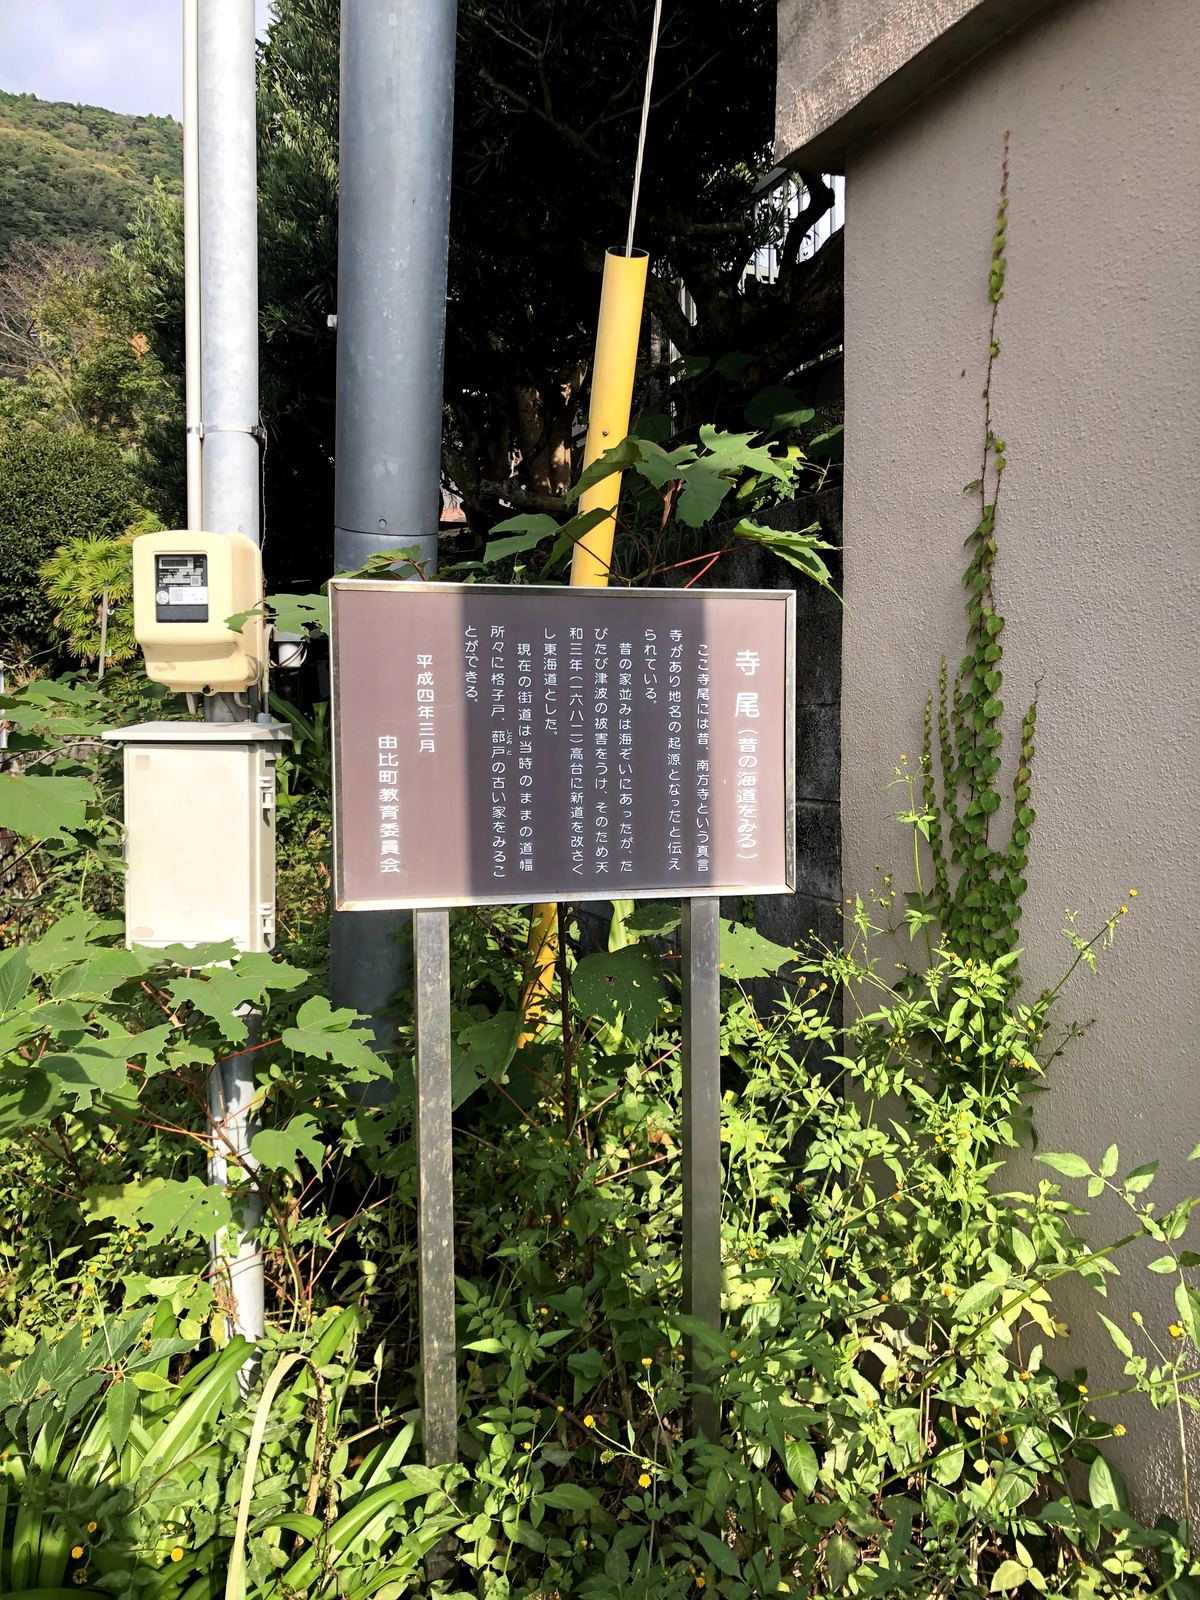 寺尾(昔の海道をみる)
ここ寺尾には昔、南方寺という真言
寺があり地名の起源となったと伝え
られている。
昔の家並みは海ぞいにあったが、た
びたび津波の被害をうけ、そのため天
和三年(一六八二)高台に新道を改さく
し東海道とした。
現在の街道は当時のままの道幅
所々に格子戸、蔀戸の古い家をみるこ
しとみど
とができる。
平成四年三月
由比町教育委員会